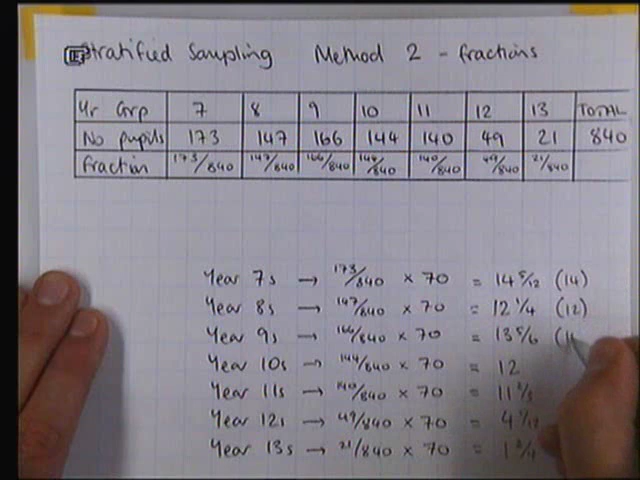 Stratified Sampling Method 2 - fractions
Yr Grp 7 8 9 10 11 12 13 TOTAL
No pupils 173 147 166 144 140 49 21 840
Fraction 173/840 147/840 166/840 144/840 140/840 49/840 21/840
Year 7s → 173/840 × 70 = 14 5/12 (14)
Year 8s → 147/840 × 70 = 12 1/4 (12)
Year 9s → 166/840 × 70 = 13 5/6 (1
Year 10s → 144/840 × 70 = 12
Year 11s → 140/840 × 70 = 11 2/3
Year 12s → 49/840 × 70 = 4 1/12
Year 13s → 21/840 × 70 = 1 3/4